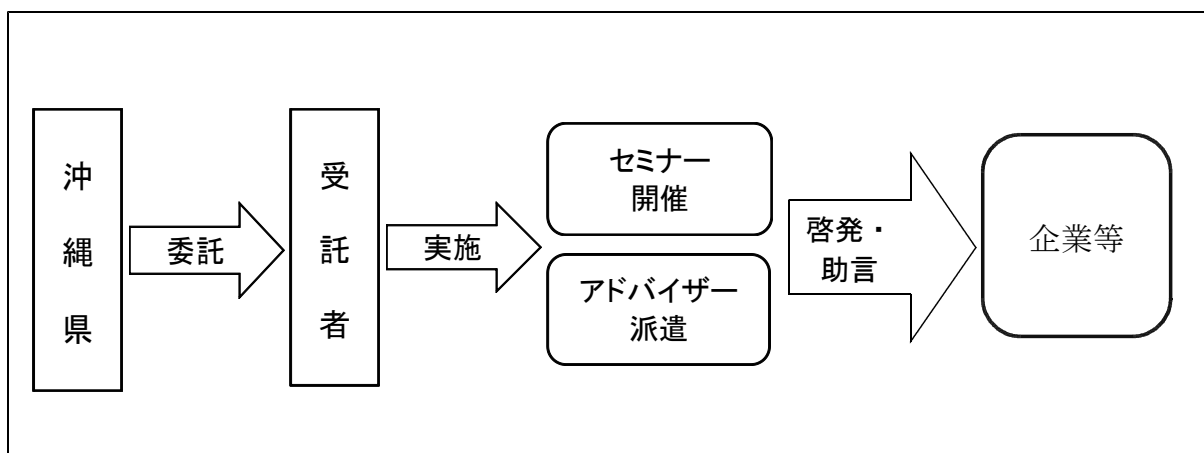 沖縄県
委託
受託者
実施
セミナー
開催
アドバイザー
派遣
啓発・
助言
企業等